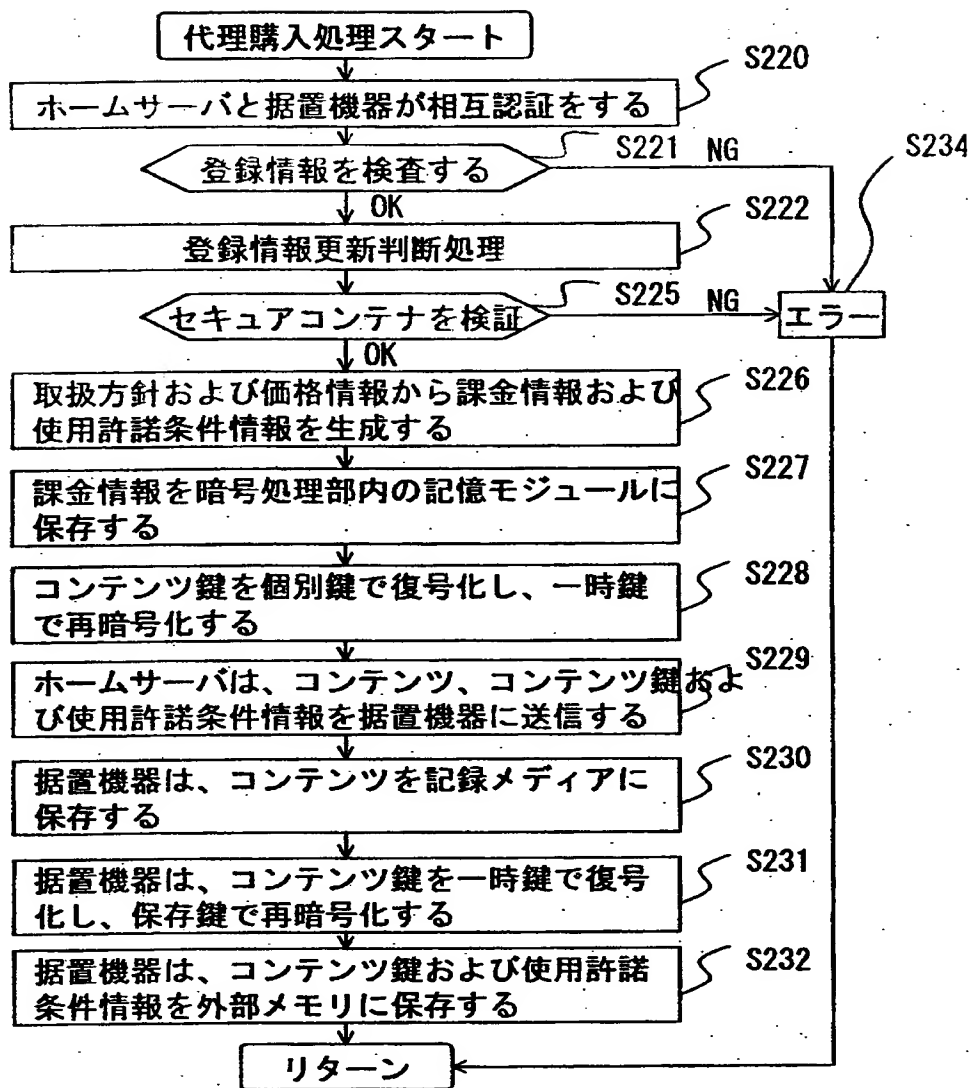 代理購入処理スタート
S220
ホームサーバと据置機器が相互認証をする
S221 NG
S234
登録情報を検査する
OK
S222
登録情報更新判断処理
S225 NG
セキュアコンテナを検証
エラー
OK
S226
取扱方針および価格情報から課金情報および
使用許諾条件情報を生成する
S227
課金情報を暗号処理部内の記憶モジュールに
保存する
S228
コンテンツ鍵を個別鍵で復号化し、一時鍵
で再暗号化する
S229
ホームサーバは、コンテンツ、コンテンツ鍵およ
び使用許諾条件情報を据置機器に送信する
S230
据置機器は、コンテンツを記録メディアに
保存する
S231
据置機器は、コンテンツ鍵を一時鍵で復号
化し、保存鍵で再暗号化する
S232
据置機器は、コンテンツ鍵および使用許諾
条件情報を外部メモリに保存する
リターン